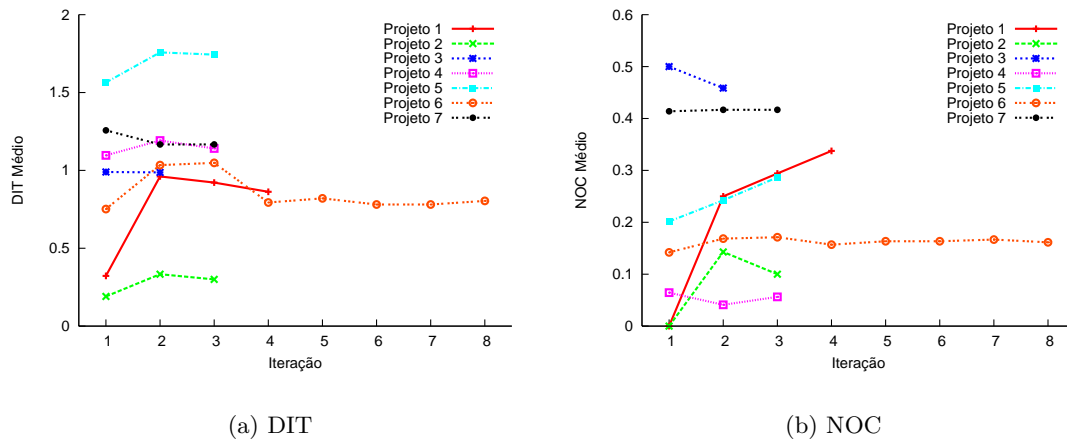 2
1.5
1
0.5
0
DIT Médio
1 2 3 4 5 6 7 8
Iteração
Projeto 1
Projeto 2
Projeto 3
Projeto 4
Projeto 5
Projeto 6
Projeto 7
(a) DIT
0.6
0.5
0.4
0.3
0.2
0.1
0
NOC Médio
1 2 3 4 5 6 7 8
Iteração
Projeto 1
Projeto 2
Projeto 3
Projeto 4
Projeto 5
Projeto 6
Projeto 7
(b) NOC